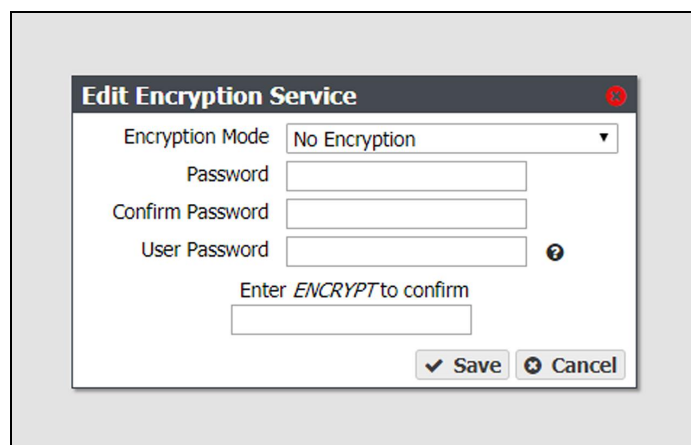 Edit Encryption Service
Encryption Mode No Encryption
Password
Confirm Password
User Password
Enter ENCRYPT to confirm
Save Cancel